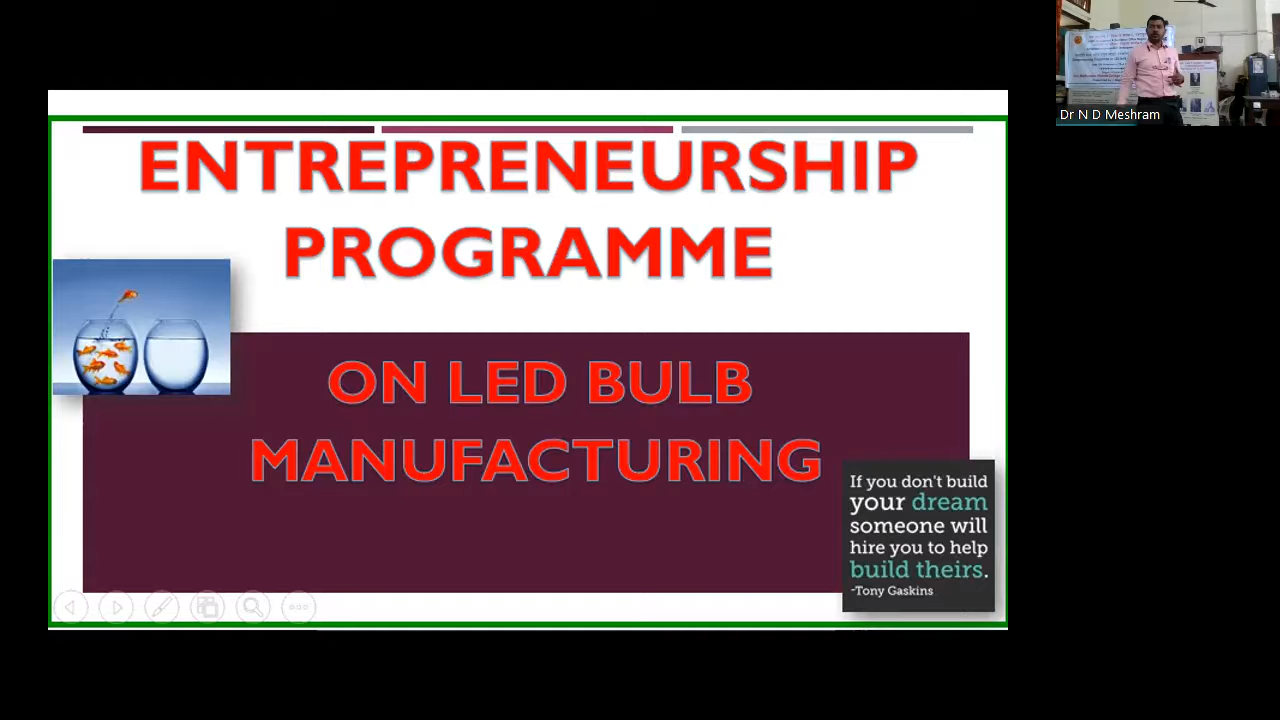 ENTREPRENEURSHIP
PROGRAMME
ON LED BULB
MANUFACTURING
If you don't build
your dream
someone will
hire you to help
build theirs.
-Tony Gaskins
Dr N D Meshram